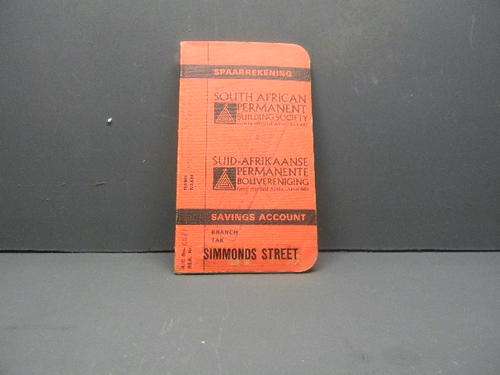 SPAARREKENING
SOUTH AFRICAN
PERMANENT
BUILDING SOCIETY
SUID-AFRIKAANSE
PERMANENTE
BOUVERENIGING
SAVINGS ACCOUNT
BRANCH
TAK
SIMMONDS STREET